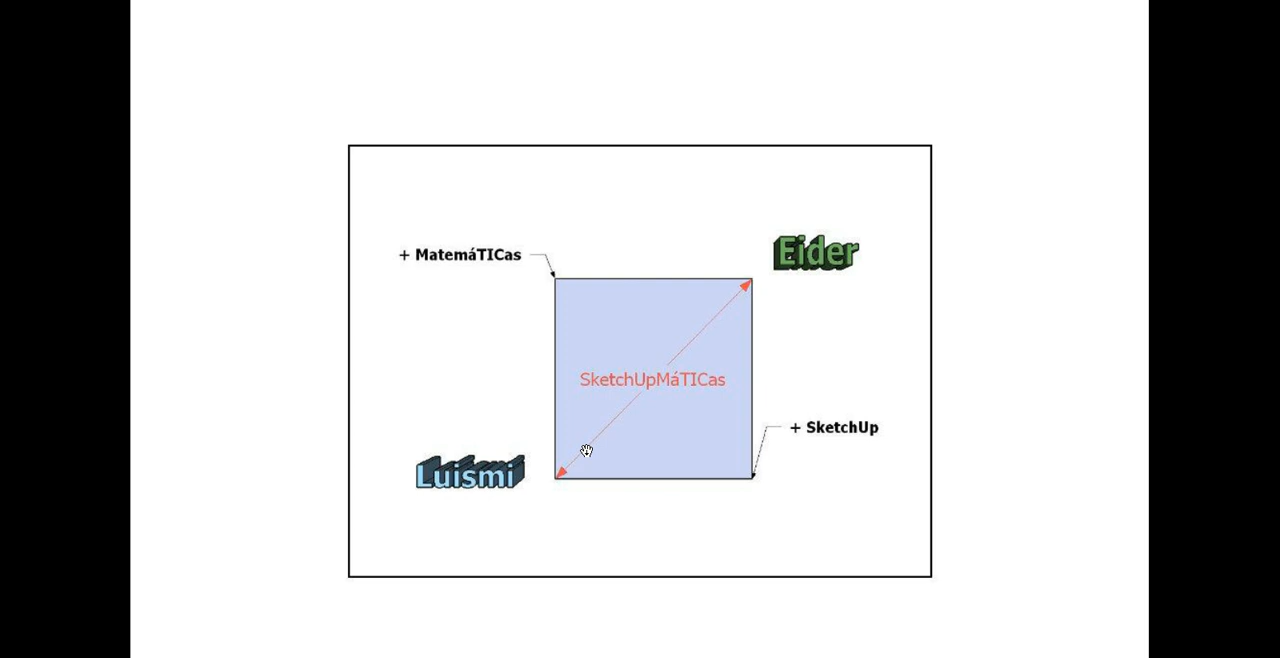 Eider
+ MatemáTICas
SketchUpMáTICas
+ SketchUp
Luismi